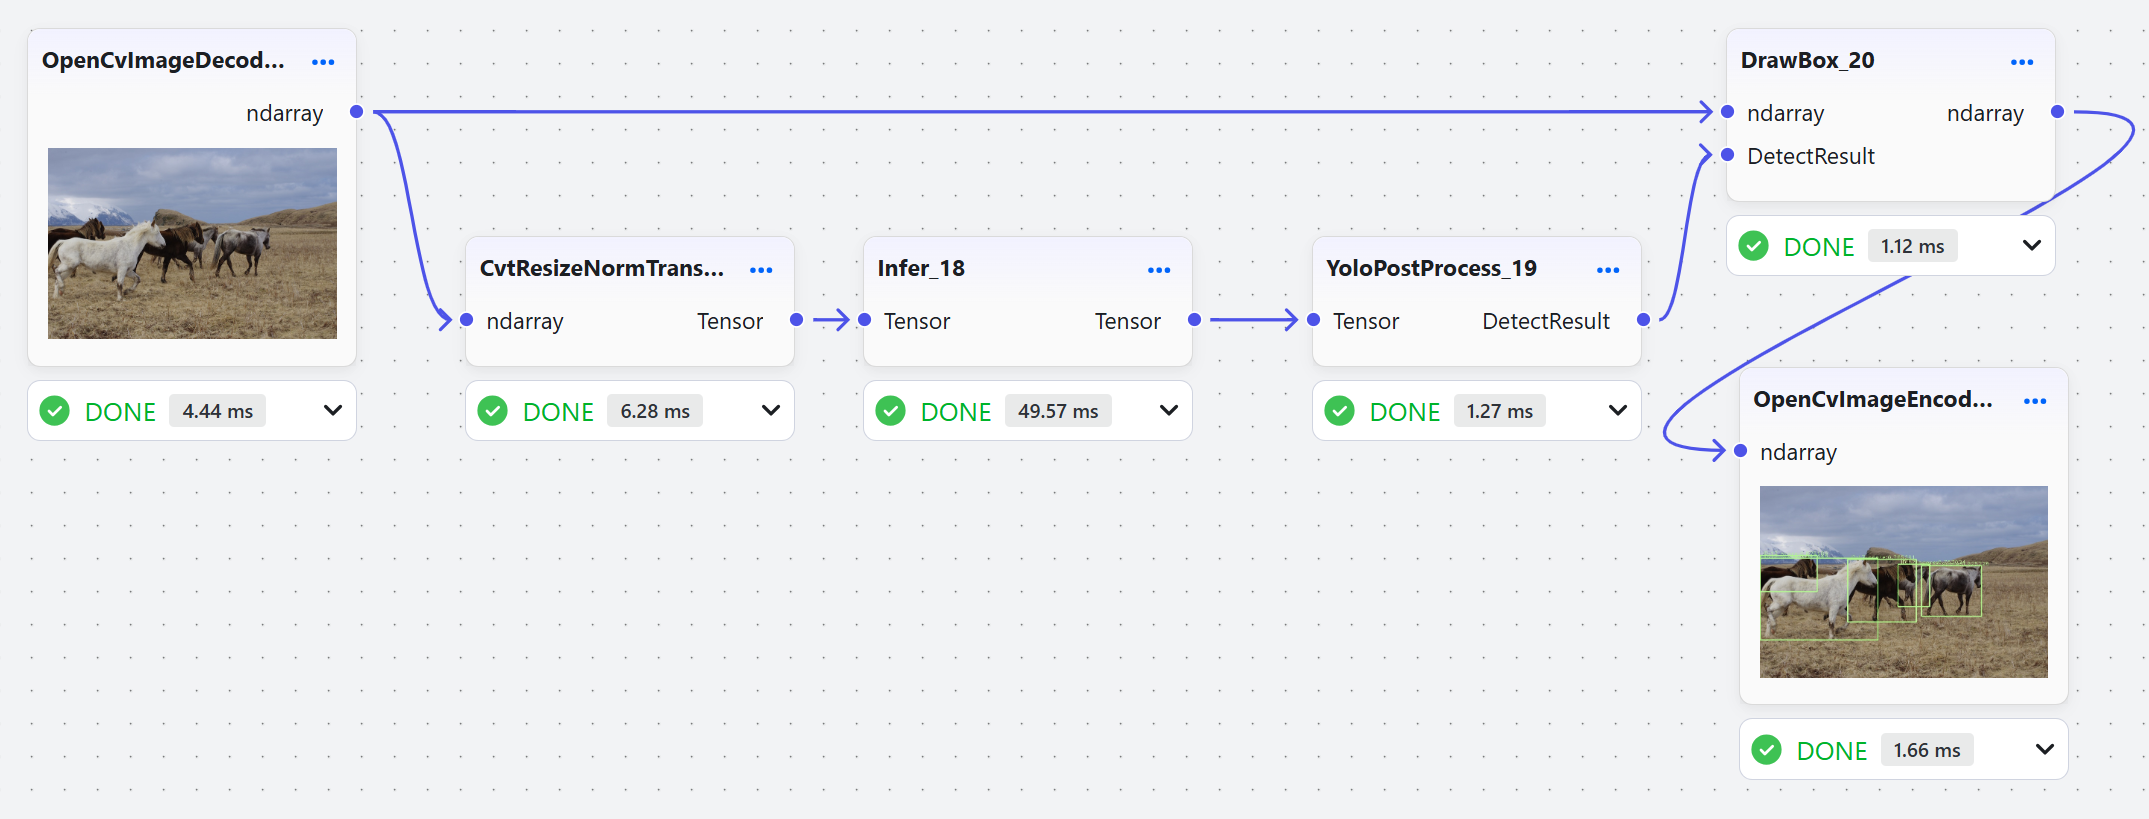 OpenCvImageDecod...
ndarray
DONE 4.44 ms
CvtResizeNormTrans...
ndarray Tensor
DONE 6.28 ms
Infer_18
Tensor Tensor
DONE 49.57 ms
YoloPostProcess_19
Tensor DetectResult
DONE 1.27 ms
DrawBox_20
ndarray ndarray
DetectResult
DONE 1.12 ms
OpenCvImageEncod...
ndarray
DONE 1.66 ms